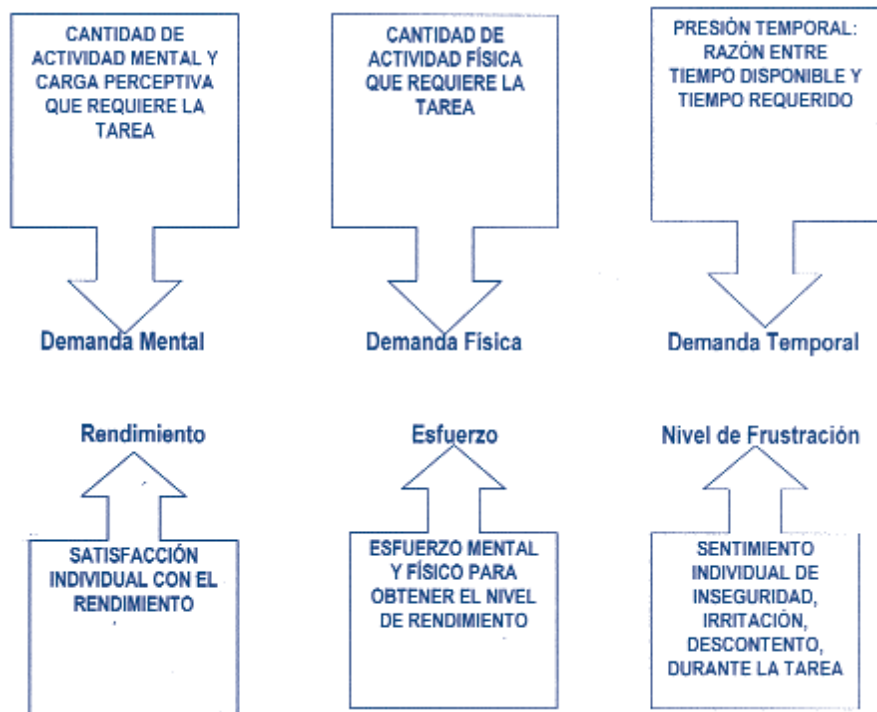 CANTIDAD DE
ACTIVIDAD MENTAL Y
CARGA PERCEPTIVA
QUE REQUIERE LA
TAREA
CANTIDAD DE
ACTIVIDAD FÍSICA
QUE REQUIERE LA
TAREA
PRESIÓN TEMPORAL:
RAZÓN ENTRE
TIEMPO DISPONIBLE Y
TIEMPO REQUERIDO
Demanda Mental
Demanda Física
Demanda Temporal
Rendimiento
Esfuerzo
Nivel de Frustración
SATISFACCIÓN
INDIVIDUAL CON EL
RENDIMIENTO
ESFUERZO MENTAL
Y FÍSICO PARA
OBTENER EL NIVEL
DE RENDIMIENTO
SENTIMIENTO
INDIVIDUAL DE
INSEGURIDAD,
IRRITACIÓN,
DESCONTENTO,
DURANTE LA TAREA